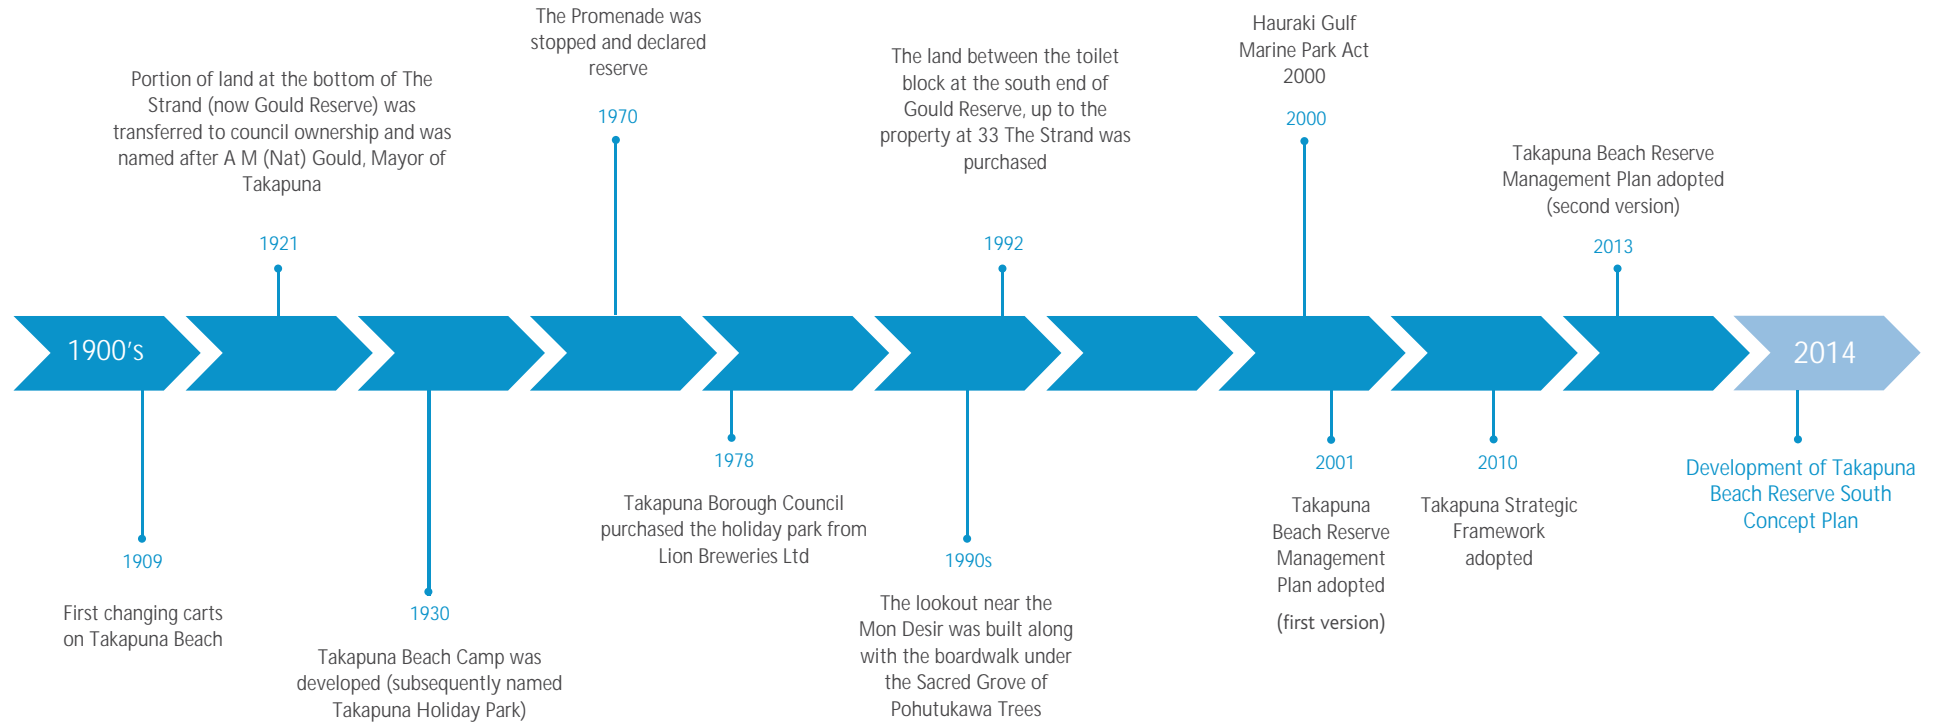 Portion of land at the bottom of The
Strand (now Gould Reserve) was
transferred to council ownership and was
named after A M (Nat) Gould, Mayor of
Takapuna
1921
The Promenade was
stopped and declared
reserve
1970
The land between the toilet
block at the south end of
Gould Reserve, up to the
property at 33 The Strand was
purchased
1992
Hauraki Gulf
Marine Park Act
2000
2000
Takapuna Beach Reserve
Management Plan adopted
(second version)
2013
1900's
2014
1909
First changing carts
on Takapuna Beach
1930
Takapuna Beach Camp was
developed (subsequently named
Takapuna Holiday Park)
1978
Takapuna Borough Council
purchased the holiday park from
Lion Breweries Ltd
1990s
The lookout near the
Mon Desir was built along
with the boardwalk under
the Sacred Grove of
Pohutukawa Trees
2001
Takapuna
Beach Reserve
Management
Plan adopted
(first version)
2010
Takapuna Strategic
Framework
adopted
Development of Takapuna
Beach Reserve South
Concept Plan